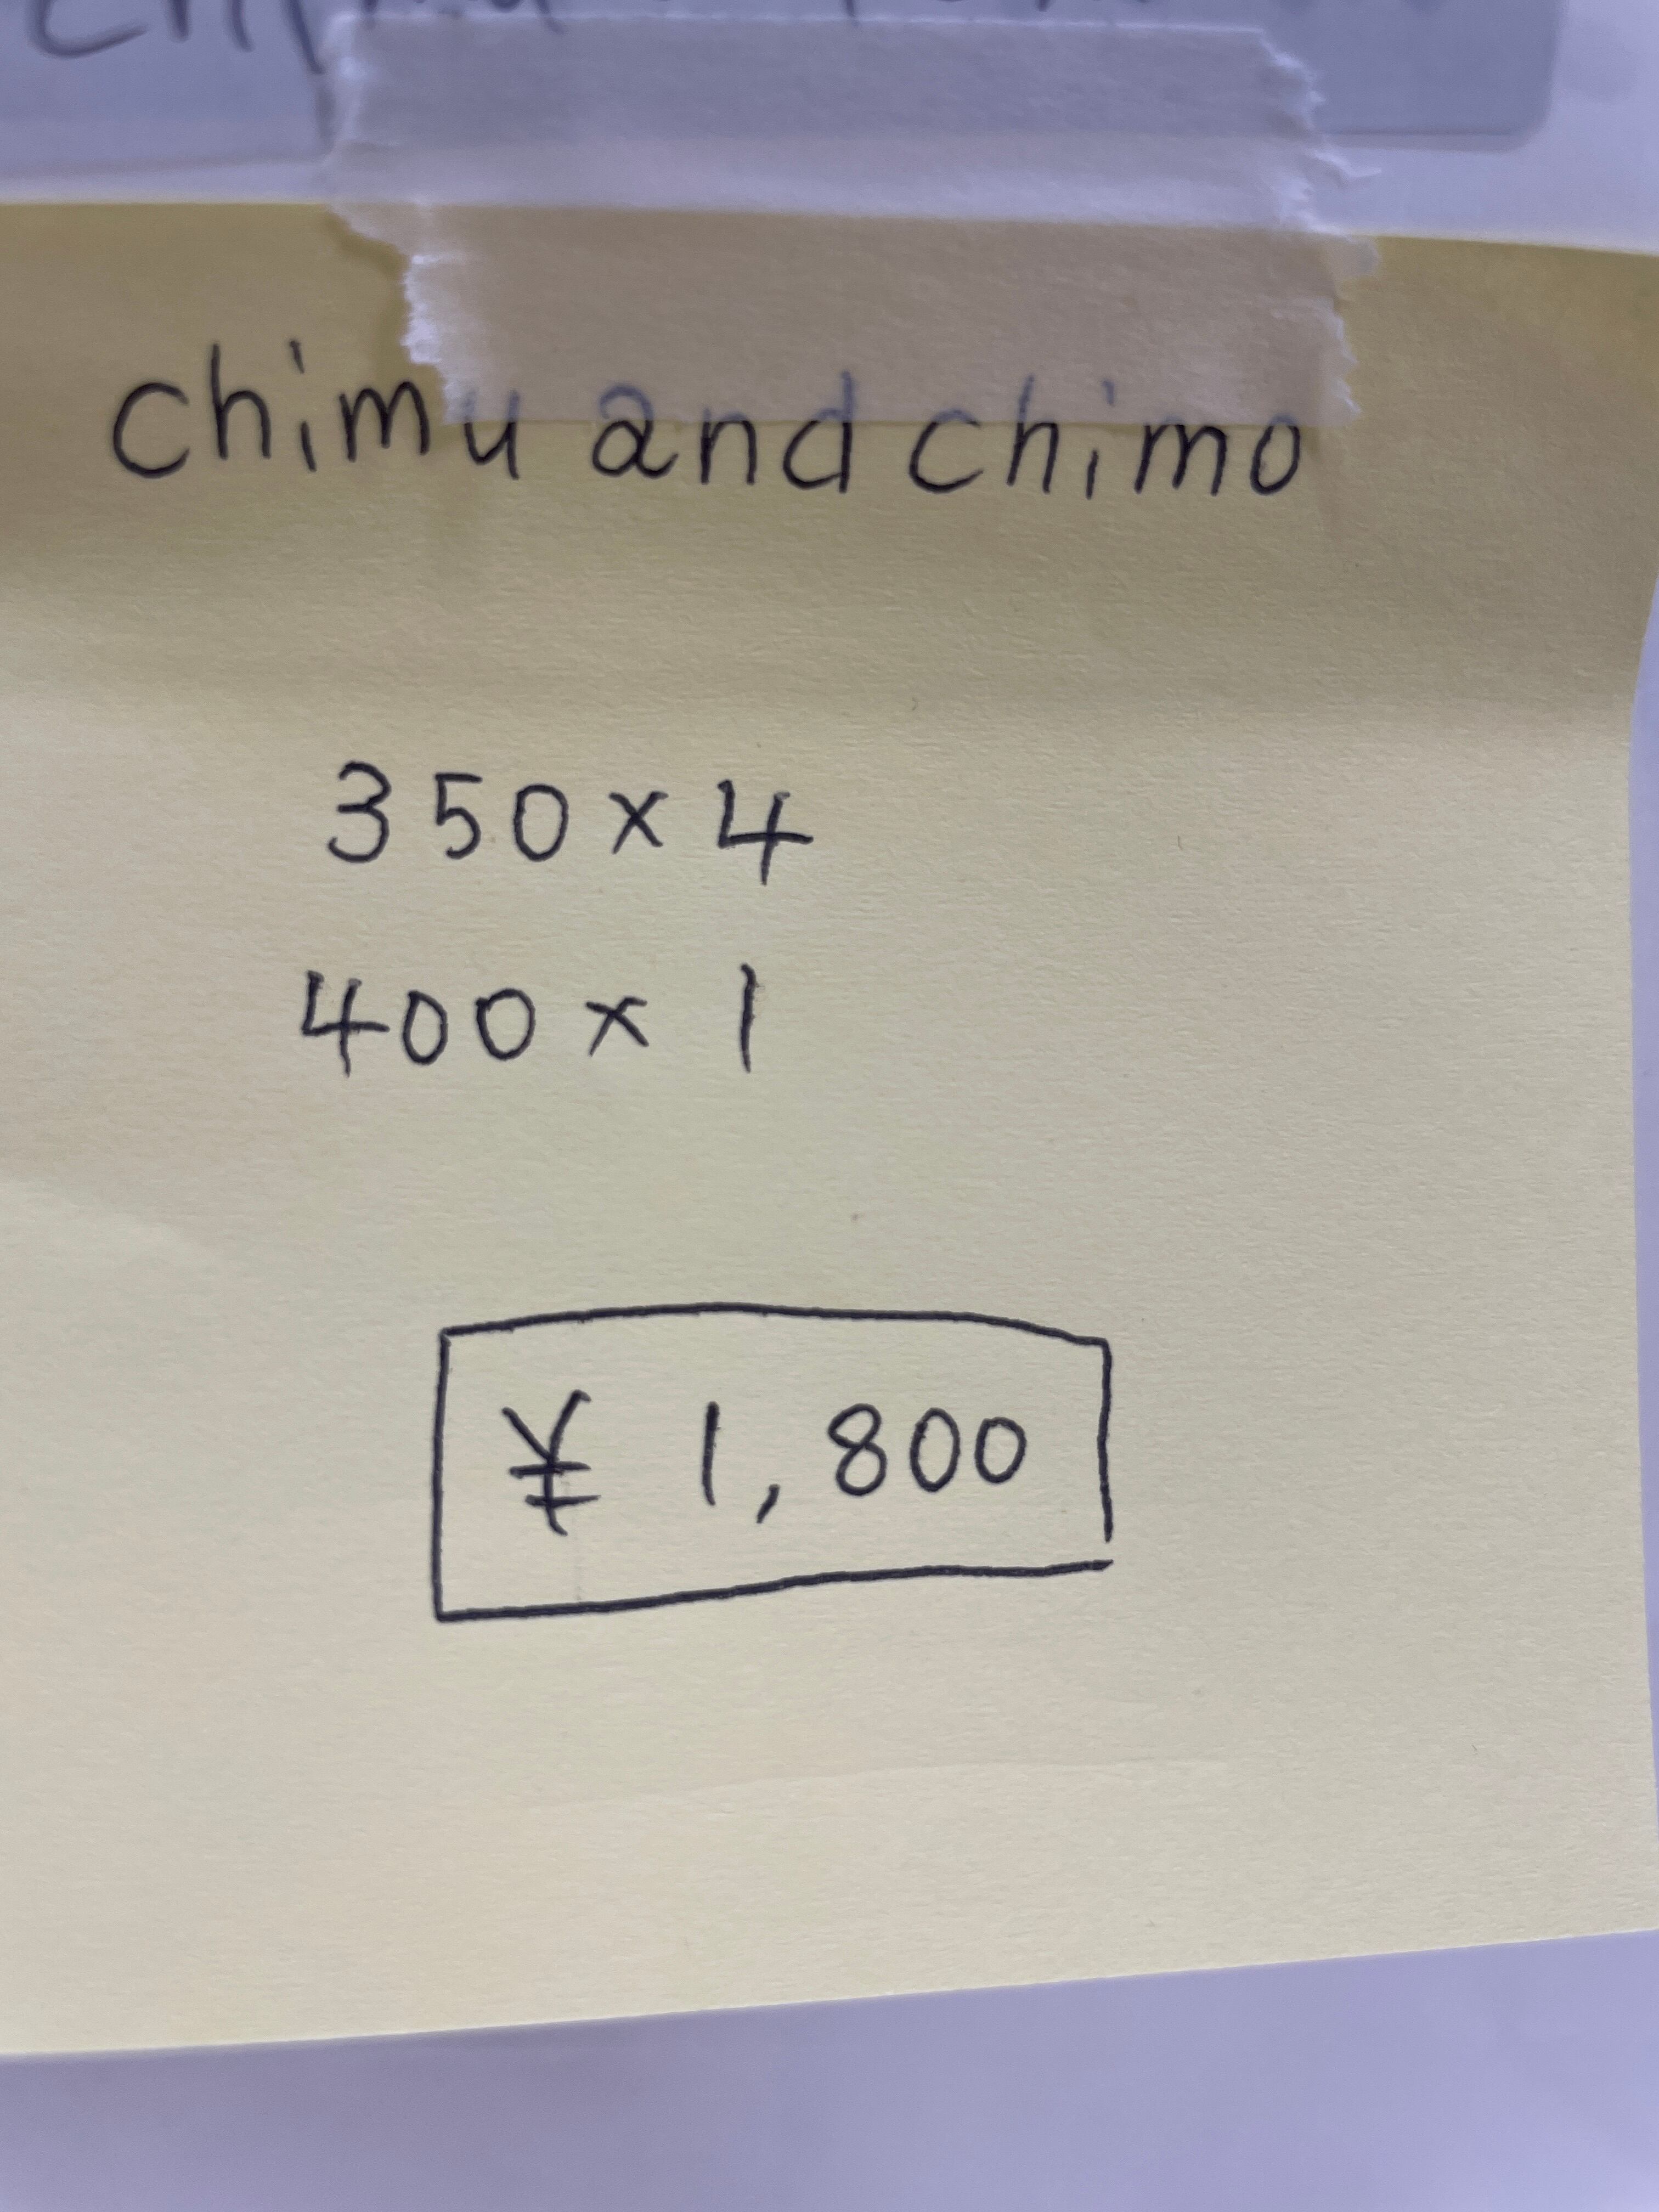 chimu and chimo
350 × 4
400 × 1
¥ 1,800